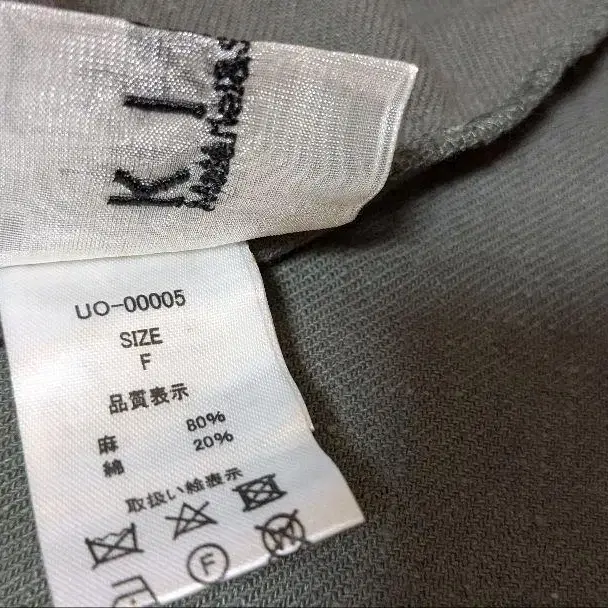 K
UO-00005
SIZE
F
品質表示
麻 80%
綿 20%
取扱い絵表示
F
W